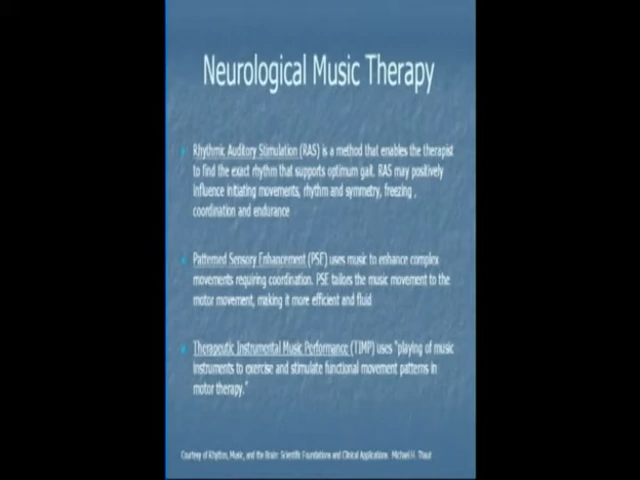 Neurological Music Therapy
Rhythmic Auditory Stimulation (RAS) is a method that enables the therapist
to find the exact rhythm that supports optimum gait. RAS may positively
influence initiating movements, rhythm and symmetry, freezing ,
coordination and endurance
Patterned Sensory Enhancement (PSE) uses music to enhance complex
movements requiring coordination. PSE tailors the music movement to the
motor movement, making it more efficient and fluid
Therapeutic Instrumental Music Performance (TIMP) uses "playing of music
instruments to exercise and stimulate functional movement patterns in
motor therapy."
Courtesy of Rhythm, Music, and the Brain: Scientific Foundations and Clinical Applications. Michael H. Thaut